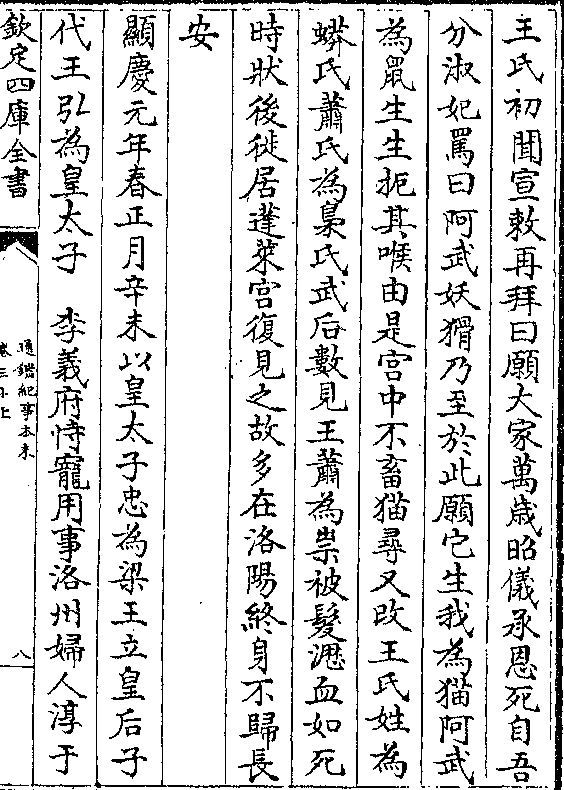 王氏初聞宣敕再拜曰願大家萬歲昭儀承恩死自吾
分淑妃罵曰阿武妖猾乃至於此願它生我為猫阿武
為鼠生生扼其喉由是宮中不畜猫尋又改王氏姓為
蟒氏蕭氏為梟氏武后數見王蕭為祟被髮瀝血如死
時狀後徙居蓬萊宮復見之故多在洛陽終身不歸長
安
顯慶元年春正月辛未以皇太子忠為梁王立皇后子
代王弘為皇太子　李義府恃寵用事洛州婦人淳于
欽定四庫全書
通鑑紀事本末
卷三十上
八